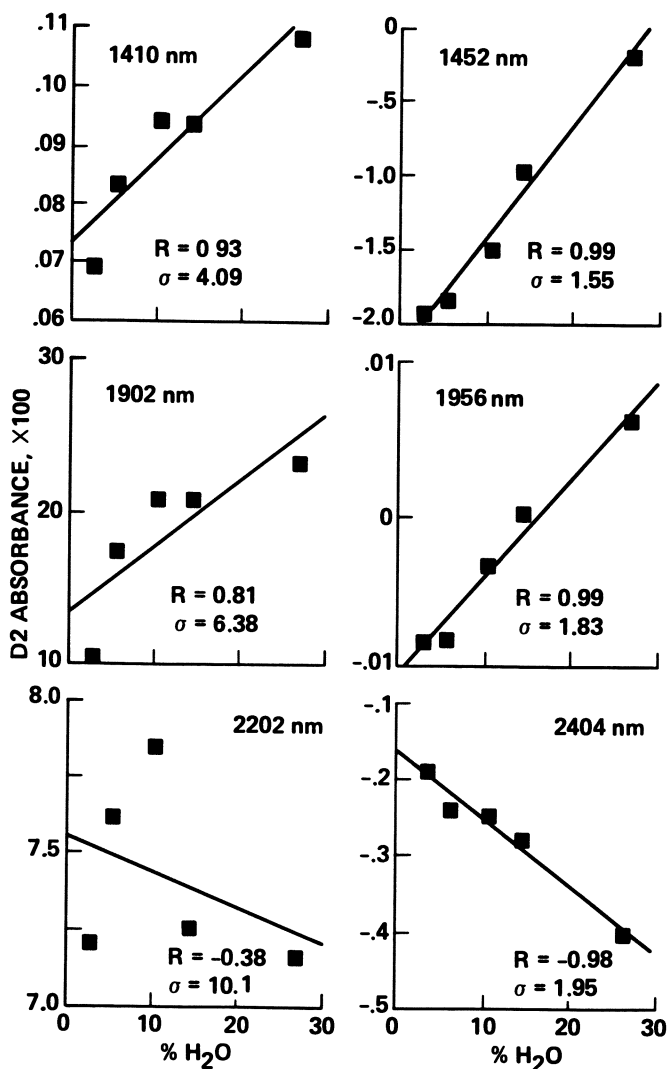 .11
.10
.09
.08
.07
.06
1410 nm
R = 0 93
σ = 4.09
0
-.5
-1.0
-1.5
-2.0
1452 nm
R = 0.99
σ = 1.55
D2 ABSORBANCE, X100
30
20
10
1902 nm
R = 0.81
σ = 6.38
.01
0
-.01
1956 nm
R = 0.99
σ = 1.83
8.0
7.5
7.0
2202 nm
R = -0.38
σ = 10.1
0 10 20 30
% H₂O
-.1
-.2
-.3
-.4
-.5
2404 nm
R = -0.98
σ = 1.95
0 10 20 30
% H₂O